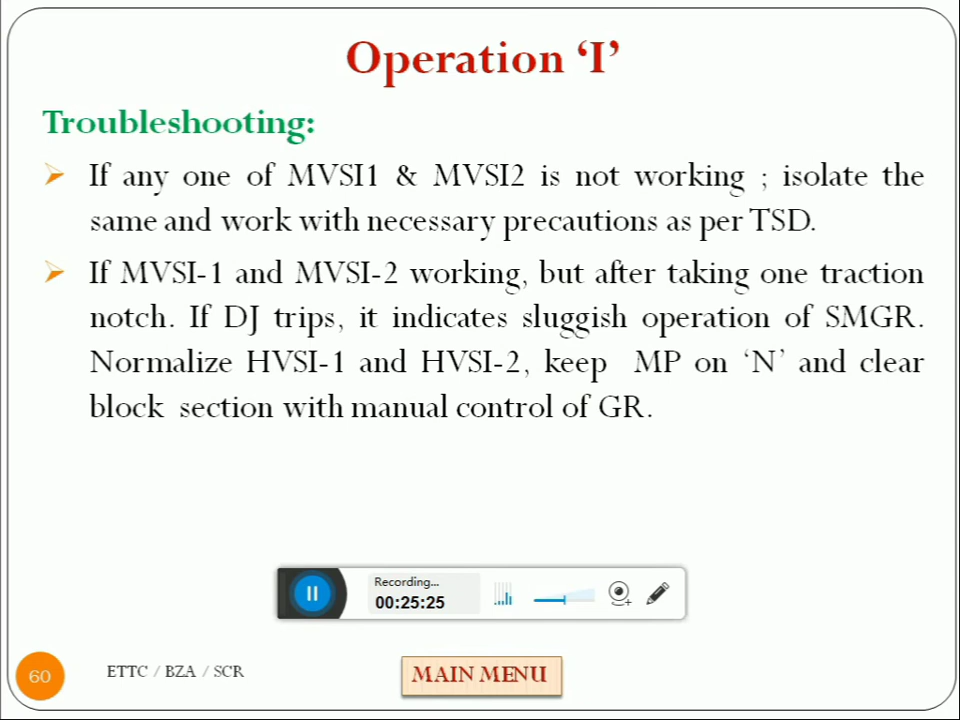 Operation ‘I’
Troubleshooting:
If any one of MVSI1 & MVSI2 is not working ; isolate the
same and work with necessary precautions as per TSD.
If MVSI-1 and MVSI-2 working, but after taking one traction
notch. If DJ trips, it indicates sluggish operation of SMGR.
Normalize HVSI-1 and HVSI-2, keep MP on ‘N’ and clear
block section with manual control of GR.
Recording...
00:25:25
60
ETTC / BZA / SCR
MAIN MENU